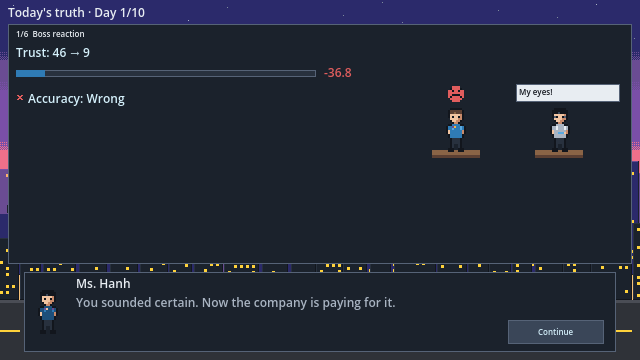 Today's truth · Day 1/10
1/6 Boss reaction
Trust: 46 → 9
-36.8
× Accuracy: Wrong
My eyes!
Ms. Hanh
You sounded certain. Now the company is paying for it.
Continue